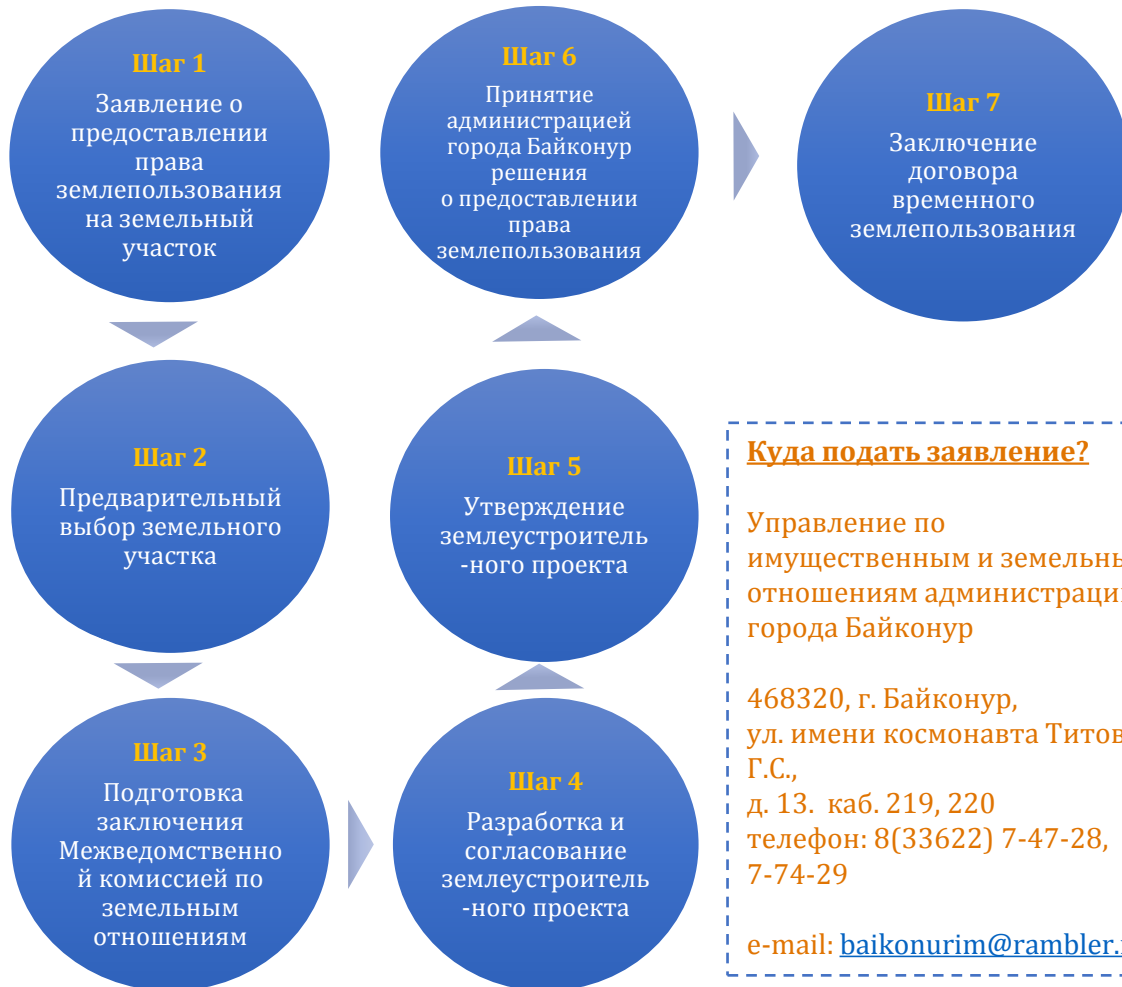 Шаг 1
Заявление о
предоставлении
права
землепользования
на земельный
участок
Шаг 2
Предварительный
выбор земельного
участка
Шаг 3
Подготовка
заключения
Межведомственно
й комиссией по
земельным
отношениям
Шаг 4
Разработка и
согласование
землеустроитель
-ного проекта
Шаг 5
Утверждение
землеустроитель
-ного проекта
Шаг 6
Принятие
администрацией
города Байконур
решения
о предоставлении
права
землепользования
Шаг 7
Заключение
договора
временного
землепользования
Куда подать заявление?
Управление по
имущественным и
отношениям
города Байконур
468320, г. Байконур,
ул. имени космонавта
Г.С.,
д. 13. каб. 219, 220
телефон: 8(33622) 7-47-28,
7-74-29
e-mail: baikonurim@rambler.